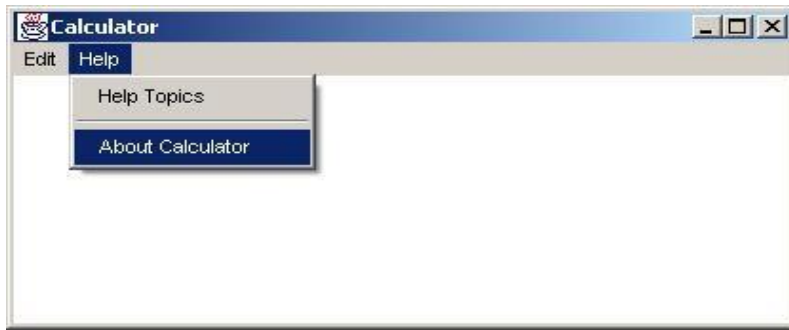 Calculator
Edit Help
Help Topics
About Calculator